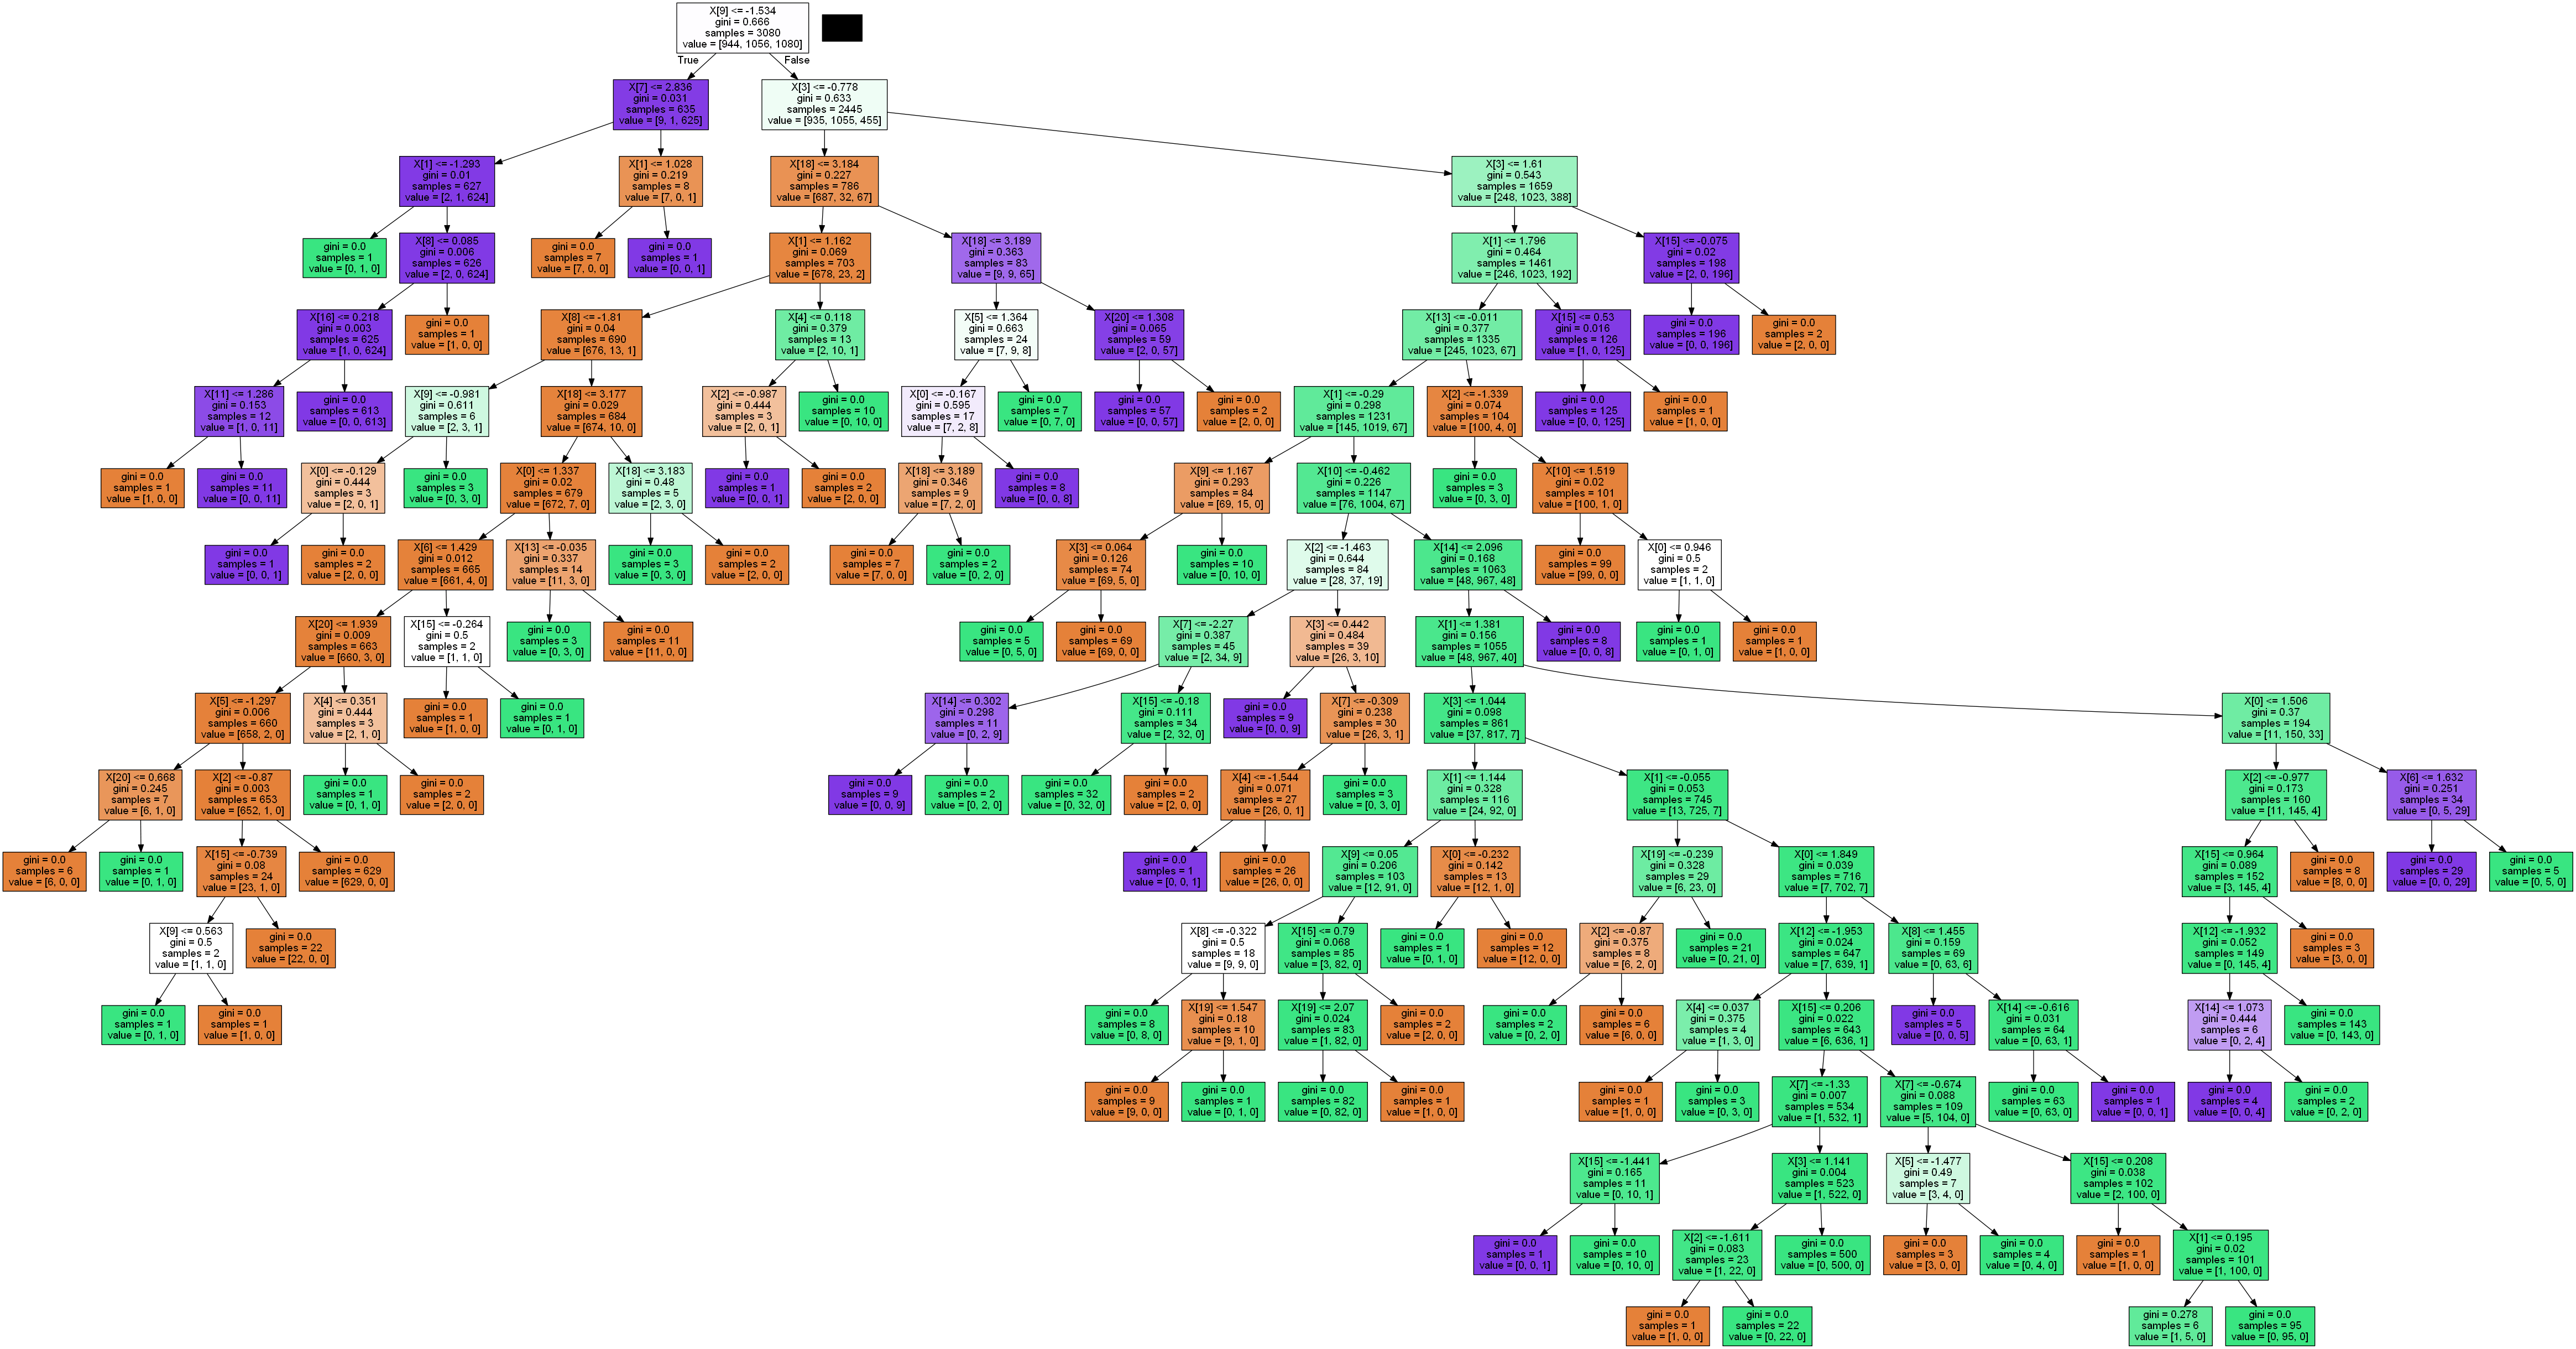 X[9] <= -1.534
gini = 0.666
samples = 3080
value = [944, 1056, 1080]
True
False
X[7] <= 2.836
gini = 0.031
samples = 635
value = [9, 1, 625]
X[3] <= -0.778
gini = 0.633
samples = 2445
value = [935, 1055, 455]
X[1] <= -1.293
gini = 0.01
samples = 627
value = [2, 1, 624]
X[1] <= 1.028
gini = 0.219
samples = 8
value = [7, 0, 1]
X[18] <= 3.184
gini = 0.227
samples = 786
value = [687, 32, 67]
X[3] <= 1.61
gini = 0.543
samples = 1659
value = [248, 1023, 388]
gini = 0.0
samples = 1
value = [0, 1, 0]
X[8] <= 0.085
gini = 0.006
samples = 626
value = [2, 0, 624]
gini = 0.0
samples = 7
value = [7, 0, 0]
gini = 0.0
samples = 1
value = [0, 0, 1]
X[1] <= 1.162
gini = 0.069
samples = 703
value = [678, 23, 2]
X[18] <= 3.189
gini = 0.363
samples = 83
value = [9, 9, 65]
X[1] <= 1.796
gini = 0.464
samples = 1461
value = [246, 1023, 192]
X[15] <= -0.075
gini = 0.02
samples = 198
value = [2, 0, 196]
X[16] <= 0.218
gini = 0.003
samples = 625
value = [1, 0, 624]
gini = 0.0
samples = 1
value = [1, 0, 0]
X[8] <= -1.81
gini = 0.04
samples = 690
value = [676, 13, 1]
X[4] <= 0.118
gini = 0.379
samples = 13
value = [2, 10, 1]
X[5] <= 1.364
gini = 0.663
samples = 24
value = [7, 9, 8]
X[20] <= 1.308
gini = 0.065
samples = 59
value = [2, 0, 57]
X[13] <= -0.011
gini = 0.377
samples = 1335
value = [245, 1023, 67]
X[15] <= 0.53
gini = 0.016
samples = 126
value = [1, 0, 125]
gini = 0.0
samples = 196
value = [0, 0, 196]
gini = 0.0
samples = 2
value = [2, 0, 0]
X[11] <= 1.286
gini = 0.153
samples = 12
value = [1, 0, 11]
gini = 0.0
samples = 613
value = [0, 0, 613]
X[9] <= -0.981
gini = 0.611
samples = 6
value = [2, 3, 1]
X[18] <= 3.177
gini = 0.029
samples = 684
value = [674, 10, 0]
X[2] <= -0.987
gini = 0.444
samples = 3
value = [2, 0, 1]
gini = 0.0
samples = 10
value = [0, 10, 0]
X[0] <= -0.167
gini = 0.595
samples = 17
value = [7, 2, 8]
gini = 0.0
samples = 7
value = [0, 7, 0]
gini = 0.0
samples = 57
value = [0, 0, 57]
gini = 0.0
samples = 2
value = [2, 0, 0]
X[1] <= -0.29
gini = 0.298
samples = 1231
value = [145, 1019, 67]
X[2] <= -1.339
gini = 0.074
samples = 104
value = [100, 4, 0]
gini = 0.0
samples = 125
value = [0, 0, 125]
gini = 0.0
samples = 1
value = [1, 0, 0]
gini = 0.0
samples = 1
value = [1, 0, 0]
gini = 0.0
samples = 11
value = [0, 0, 11]
X[0] <= -0.129
gini = 0.444
samples = 3
value = [2, 0, 1]
gini = 0.0
samples = 3
value = [0, 3, 0]
X[0] <= 1.337
gini = 0.02
samples = 679
value = [672, 7, 0]
X[18] <= 3.183
gini = 0.48
samples = 5
value = [2, 3, 0]
gini = 0.0
samples = 1
value = [0, 0, 1]
gini = 0.0
samples = 2
value = [2, 0, 0]
X[18] <= 3.189
gini = 0.346
samples = 9
value = [7, 2, 0]
gini = 0.0
samples = 8
value = [0, 0, 8]
X[9] <= 1.167
gini = 0.293
samples = 84
value = [69, 15, 0]
X[10] <= -0.462
gini = 0.226
samples = 1147
value = [76, 1004, 67]
gini = 0.0
samples = 3
value = [0, 3, 0]
X[10] <= 1.519
gini = 0.02
samples = 101
value = [100, 1, 0]
gini = 0.0
samples = 1
value = [0, 0, 1]
gini = 0.0
samples = 2
value = [2, 0, 0]
X[6] <= 1.429
gini = 0.012
samples = 665
value = [661, 4, 0]
X[13] <= -0.035
gini = 0.337
samples = 14
value = [11, 3, 0]
gini = 0.0
samples = 3
value = [0, 3, 0]
gini = 0.0
samples = 2
value = [2, 0, 0]
gini = 0.0
samples = 7
value = [7, 0, 0]
gini = 0.0
samples = 2
value = [0, 2, 0]
X[3] <= 0.064
gini = 0.126
samples = 74
value = [69, 5, 0]
gini = 0.0
samples = 10
value = [0, 10, 0]
X[2] <= -1.463
gini = 0.644
samples = 84
value = [28, 37, 19]
X[14] <= 2.096
gini = 0.168
samples = 1063
value = [48, 967, 48]
gini = 0.0
samples = 99
value = [99, 0, 0]
X[0] <= 0.946
gini = 0.5
samples = 2
value = [1, 1, 0]
X[20] <= 1.939
gini = 0.009
samples = 663
value = [660, 3, 0]
X[15] <= -0.264
gini = 0.5
samples = 2
value = [1, 1, 0]
gini = 0.0
samples = 3
value = [0, 3, 0]
gini = 0.0
samples = 11
value = [11, 0, 0]
gini = 0.0
samples = 5
value = [0, 5, 0]
gini = 0.0
samples = 69
value = [69, 0, 0]
X[7] <= -2.27
gini = 0.387
samples = 45
value = [2, 34, 9]
X[3] <= 0.442
gini = 0.484
samples = 39
value = [26, 3, 10]
X[1] <= 1.381
gini = 0.156
samples = 1055
value = [48, 967, 40]
gini = 0.0
samples = 8
value = [0, 0, 8]
gini = 0.0
samples = 1
value = [0, 1, 0]
gini = 0.0
samples = 1
value = [1, 0, 0]
X[5] <= -1.297
gini = 0.006
samples = 660
value = [658, 2, 0]
X[4] <= 0.351
gini = 0.444
samples = 3
value = [2, 1, 0]
gini = 0.0
samples = 1
value = [1, 0, 0]
gini = 0.0
samples = 1
value = [0, 1, 0]
X[14] <= 0.302
gini = 0.298
samples = 11
value = [0, 2, 9]
X[15] <= -0.18
gini = 0.111
samples = 34
value = [2, 32, 0]
gini = 0.0
samples = 9
value = [0, 0, 9]
X[7] <= -0.309
gini = 0.238
samples = 30
value = [26, 3, 1]
X[3] <= 1.044
gini = 0.098
samples = 861
value = [37, 817, 7]
X[0] <= 1.506
gini = 0.37
samples = 194
value = [11, 150, 33]
X[20] <= 0.668
gini = 0.245
samples = 7
value = [6, 1, 0]
X[2] <= -0.87
gini = 0.003
samples = 653
value = [652, 1, 0]
gini = 0.0
samples = 1
value = [0, 1, 0]
gini = 0.0
samples = 2
value = [2, 0, 0]
gini = 0.0
samples = 9
value = [0, 0, 9]
gini = 0.0
samples = 2
value = [0, 2, 0]
gini = 0.0
samples = 32
value = [0, 32, 0]
gini = 0.0
samples = 2
value = [2, 0, 0]
X[4] <= -1.544
gini = 0.071
samples = 27
value = [26, 0, 1]
gini = 0.0
samples = 3
value = [0, 3, 0]
X[1] <= 1.144
gini = 0.328
samples = 116
value = [24, 92, 0]
X[1] <= -0.055
gini = 0.053
samples = 745
value = [13, 725, 7]
X[2] <= -0.977
gini = 0.173
samples = 160
value = [11, 145, 4]
X[6] <= 1.632
gini = 0.251
samples = 34
value = [0, 5, 29]
gini = 0.0
samples = 6
value = [6, 0, 0]
gini = 0.0
samples = 1
value = [0, 1, 0]
X[15] <= -0.739
gini = 0.08
samples = 24
value = [23, 1, 0]
gini = 0.0
samples = 629
value = [629, 0, 0]
gini = 0.0
samples = 1
value = [0, 0, 1]
gini = 0.0
samples = 26
value = [26, 0, 0]
X[9] <= 0.05
gini = 0.206
samples = 103
value = [12, 91, 0]
X[0] <= -0.232
gini = 0.142
samples = 13
value = [12, 1, 0]
X[19] <= -0.239
gini = 0.328
samples = 29
value = [6, 23, 0]
X[0] <= 1.849
gini = 0.039
samples = 716
value = [7, 702, 7]
X[15] <= 0.964
gini = 0.089
samples = 152
value = [3, 145, 4]
gini = 0.0
samples = 8
value = [8, 0, 0]
gini = 0.0
samples = 29
value = [0, 0, 29]
gini = 0.0
samples = 5
value = [0, 5, 0]
X[9] <= 0.563
gini = 0.5
samples = 2
value = [1, 1, 0]
gini = 0.0
samples = 22
value = [22, 0, 0]
X[8] <= -0.322
gini = 0.5
samples = 18
value = [9, 9, 0]
X[15] <= 0.79
gini = 0.068
samples = 85
value = [3, 82, 0]
gini = 0.0
samples = 1
value = [0, 1, 0]
gini = 0.0
samples = 12
value = [12, 0, 0]
X[2] <= -0.87
gini = 0.375
samples = 8
value = [6, 2, 0]
gini = 0.0
samples = 21
value = [0, 21, 0]
X[12] <= -1.953
gini = 0.024
samples = 647
value = [7, 639, 1]
X[8] <= 1.455
gini = 0.159
samples = 69
value = [0, 63, 6]
X[12] <= -1.932
gini = 0.052
samples = 149
value = [0, 145, 4]
gini = 0.0
samples = 3
value = [3, 0, 0]
gini = 0.0
samples = 1
value = [0, 1, 0]
gini = 0.0
samples = 1
value = [1, 0, 0]
gini = 0.0
samples = 8
value = [0, 8, 0]
X[19] <= 1.547
gini = 0.18
samples = 10
value = [9, 1, 0]
X[19] <= 2.07
gini = 0.024
samples = 83
value = [1, 82, 0]
gini = 0.0
samples = 2
value = [2, 0, 0]
gini = 0.0
samples = 2
value = [0, 2, 0]
gini = 0.0
samples = 6
value = [6, 0, 0]
X[4] <= 0.037
gini = 0.375
samples = 4
value = [1, 3, 0]
X[15] <= 0.206
gini = 0.022
samples = 643
value = [6, 636, 1]
gini = 0.0
samples = 5
value = [0, 0, 5]
X[14] <= -0.616
gini = 0.031
samples = 64
value = [0, 63, 1]
X[14] <= 1.073
gini = 0.444
samples = 6
value = [0, 2, 4]
gini = 0.0
samples = 143
value = [0, 143, 0]
gini = 0.0
samples = 9
value = [9, 0, 0]
gini = 0.0
samples = 1
value = [0, 1, 0]
gini = 0.0
samples = 82
value = [0, 82, 0]
gini = 0.0
samples = 1
value = [1, 0, 0]
gini = 0.0
samples = 1
value = [1, 0, 0]
gini = 0.0
samples = 3
value = [0, 3, 0]
X[7] <= -1.33
gini = 0.007
samples = 534
value = [1, 532, 1]
X[7] <= -0.674
gini = 0.088
samples = 109
value = [5, 104, 0]
gini = 0.0
samples = 63
value = [0, 63, 0]
gini = 0.0
samples = 1
value = [0, 0, 1]
gini = 0.0
samples = 4
value = [0, 0, 4]
gini = 0.0
samples = 2
value = [0, 2, 0]
X[15] <= -1.441
gini = 0.165
samples = 11
value = [0, 10, 1]
X[3] <= 1.141
gini = 0.004
samples = 523
value = [1, 522, 0]
X[5] <= -1.477
gini = 0.49
samples = 7
value = [3, 4, 0]
X[15] <= 0.208
gini = 0.038
samples = 102
value = [2, 100, 0]
gini = 0.0
samples = 1
value = [0, 0, 1]
gini = 0.0
samples = 10
value = [0, 10, 0]
X[2] <= -1.611
gini = 0.083
samples = 23
value = [1, 22, 0]
gini = 0.0
samples = 500
value = [0, 500, 0]
gini = 0.0
samples = 3
value = [3, 0, 0]
gini = 0.0
samples = 4
value = [0, 4, 0]
gini = 0.0
samples = 1
value = [1, 0, 0]
X[1] <= 0.195
gini = 0.02
samples = 101
value = [1, 100, 0]
gini = 0.0
samples = 1
value = [1, 0, 0]
gini = 0.0
samples = 22
value = [0, 22, 0]
gini = 0.278
samples = 6
value = [1, 5, 0]
gini = 0.0
samples = 95
value = [0, 95, 0]